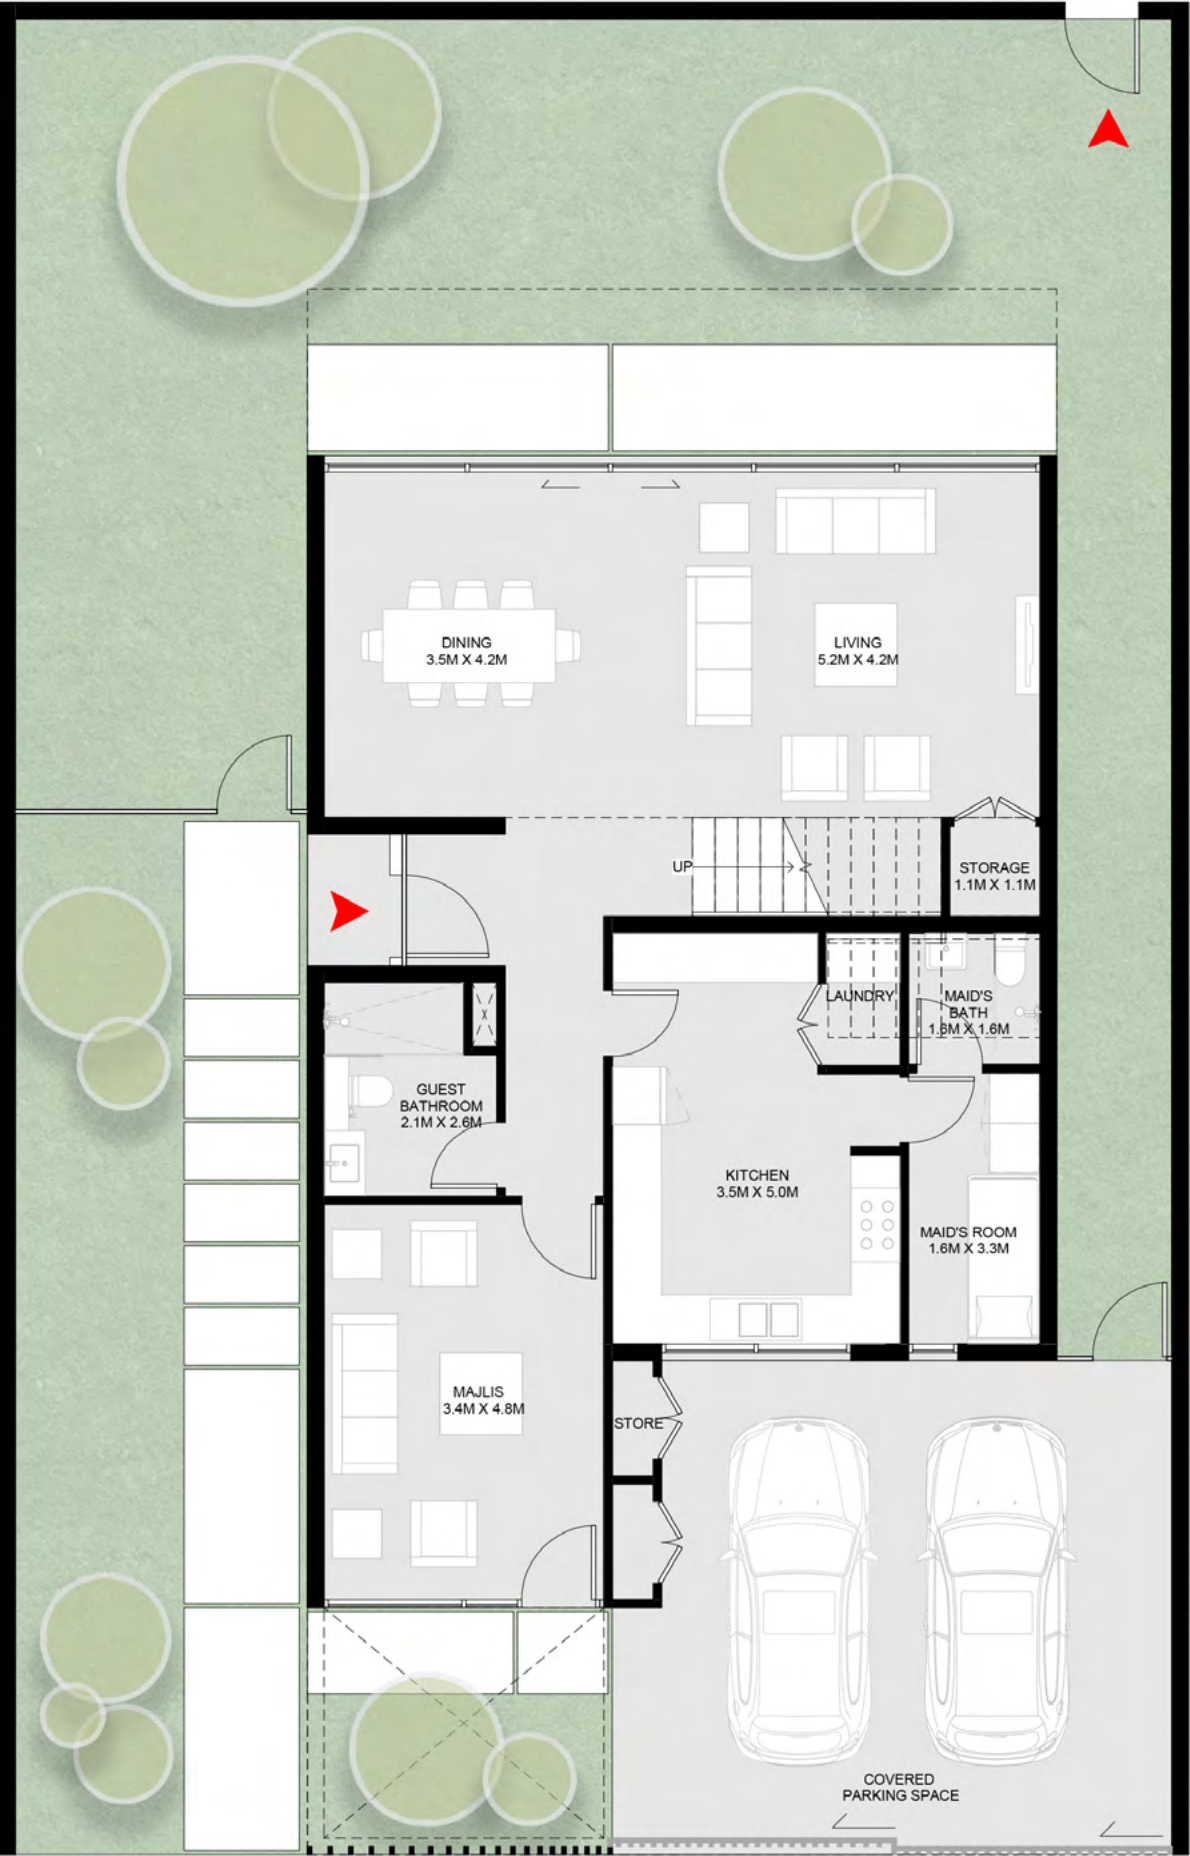 DINING
3.5M X 4.2M
LIVING
5.2M X 4.2M
UP
STORAGE
1.1M X 1.1M
LAUNDRY
MAID'S
BATH
1.6M X 1.6M
GUEST
BATHROOM
2.1M X 2.6M
KITCHEN
3.5M X 5.0M
MAID'S ROOM
1.6M X 3.3M
MAJLIS
3.4M X 4.8M
STORE
COVERED
PARKING SPACE